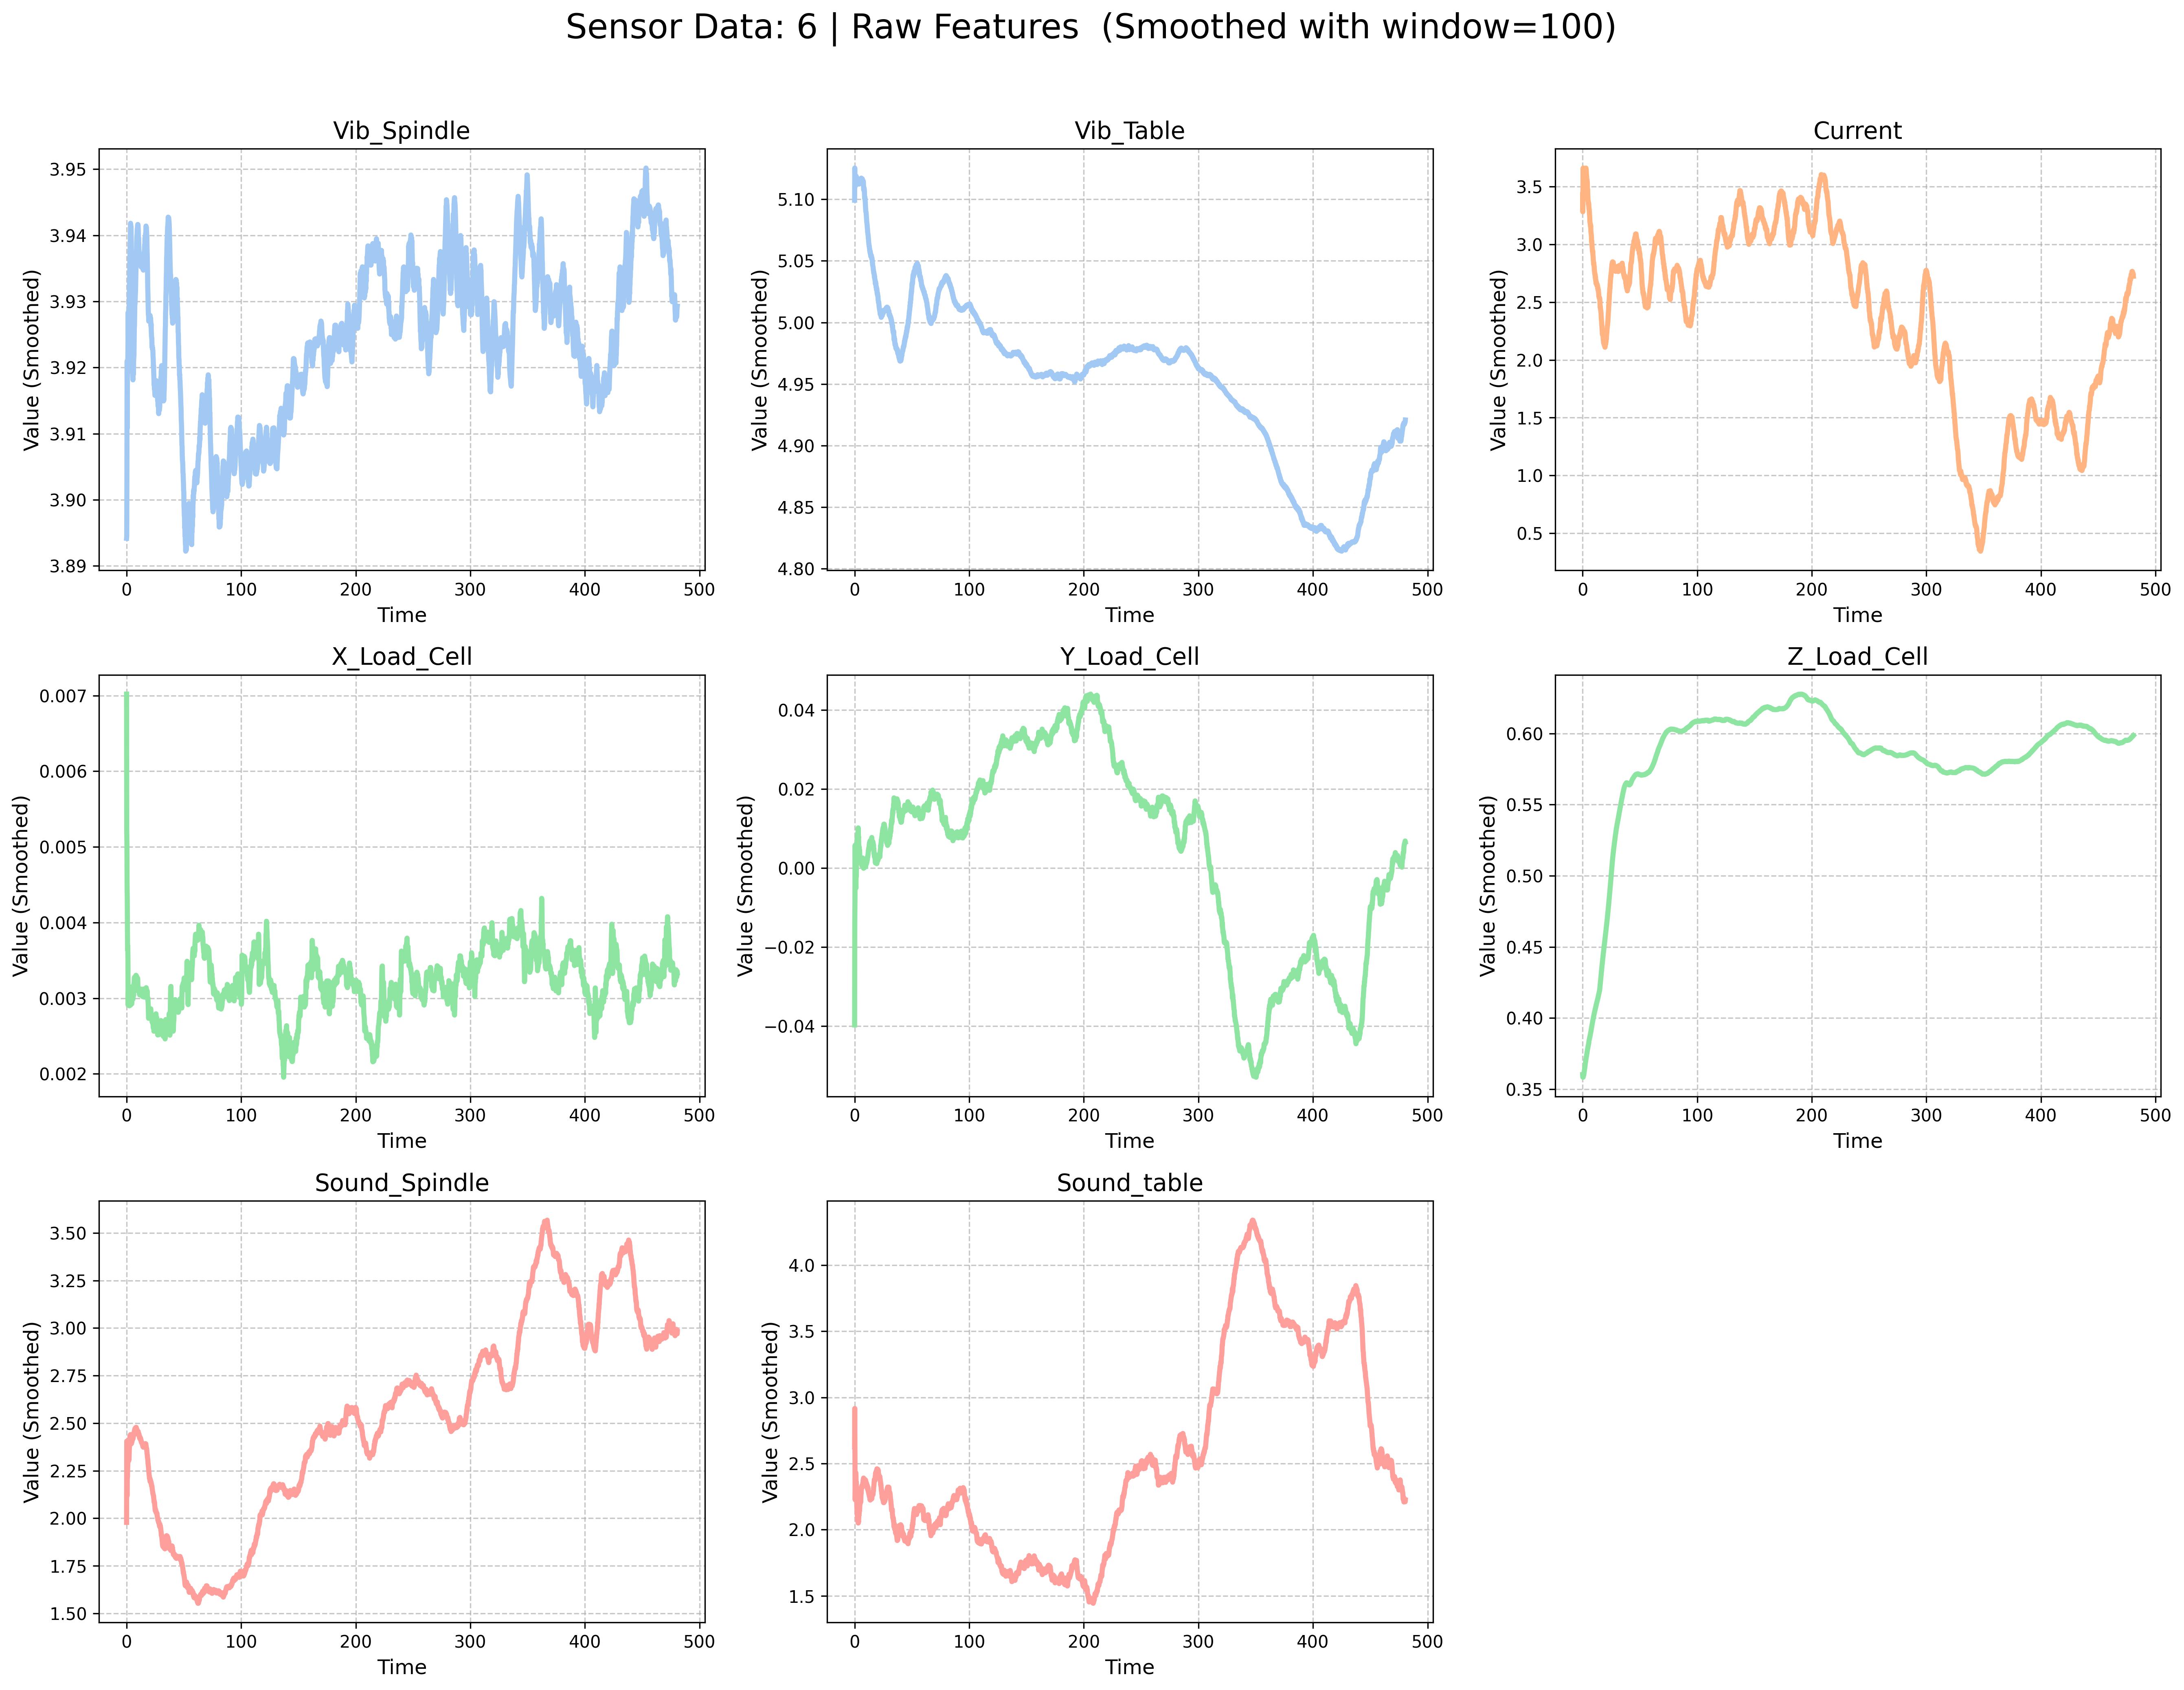 Sensor Data: 6 | Raw Features  (Smoothed with window=100)
Vib_Spindle
Value (Smoothed)
3.95
3.94
3.93
3.92
3.91
3.90
3.89
0 100 200 300 400 500
Time
Vib_Table
Value (Smoothed)
5.10
5.05
5.00
4.95
4.90
4.85
4.80
0 100 200 300 400 500
Time
Current
Value (Smoothed)
3.5
3.0
2.5
2.0
1.5
1.0
0.5
0 100 200 300 400 500
Time
X_Load_Cell
Value (Smoothed)
0.007
0.006
0.005
0.004
0.003
0.002
0 100 200 300 400 500
Time
Y_Load_Cell
Value (Smoothed)
0.04
0.02
0.00
−0.02
−0.04
0 100 200 300 400 500
Time
Z_Load_Cell
Value (Smoothed)
0.60
0.55
0.50
0.45
0.40
0.35
0 100 200 300 400 500
Time
Sound_Spindle
Value (Smoothed)
3.50
3.25
3.00
2.75
2.50
2.25
2.00
1.75
1.50
0 100 200 300 400 500
Time
Sound_table
Value (Smoothed)
4.0
3.5
3.0
2.5
2.0
1.5
0 100 200 300 400 500
Time